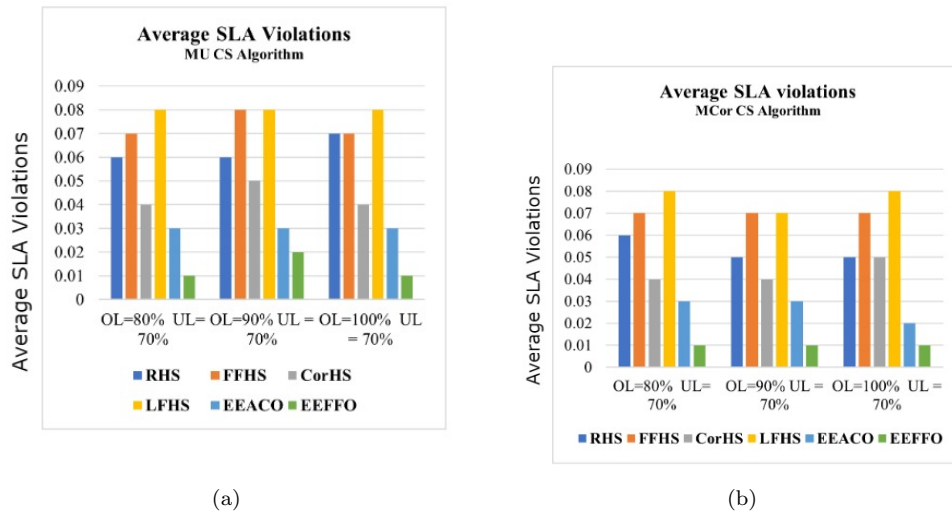 Average SLA Violations
MU CS Algorithm
Average SLA Violations
0.09
0.08
0.07
0.06
0.05
0.04
0.03
0.02
0.01
0
OL=80% UL= OL=90% UL = OL=100% UL
70% 70% = 70%
RHS FFHS CorHS
LFHS EEACO EEFFO
(a)
Average SLA violations
MCor CS Algorithm
Average SLA Violations
0.09
0.08
0.07
0.06
0.05
0.04
0.03
0.02
0.01
0
OL=80% UL= OL=90% UL = OL=100% UL =
70% 70% 70%
RHS FFHS CorHS LFHS EEACO EEFFO
(b)